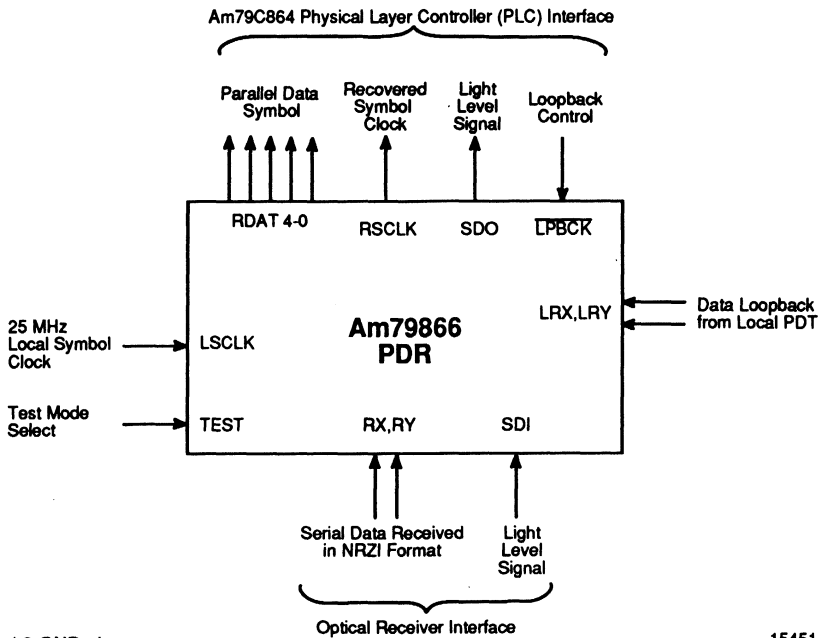 Am79C864 Physical Layer Controller (PLC) Interface
Parallel Data
Symbol
Recovered
Symbol
Clock
Light
Level
Signal
Loopback
Control
RDAT 4-0
RSCLK
SDO
LPBCK
LRX,LRY
Data Loopback
from Local PDT
25 MHz
Local Symbol
Clock
LSCLK
Am79866
PDR
Test Mode
Select
TEST
RX,RY
SDI
Serial Data Received
in NRZI Format
Light
Level
Signal
Optical Receiver Interface
15451